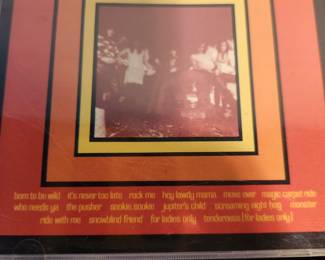 born to be wild it's never too late rock me hey lawdy mama move over magic carpet ride
who needs ya the pusher sookie, sookie jupiter's child screaming night hog monster
ride with me snowblind friend for ladies only tenderness (for ladies only)